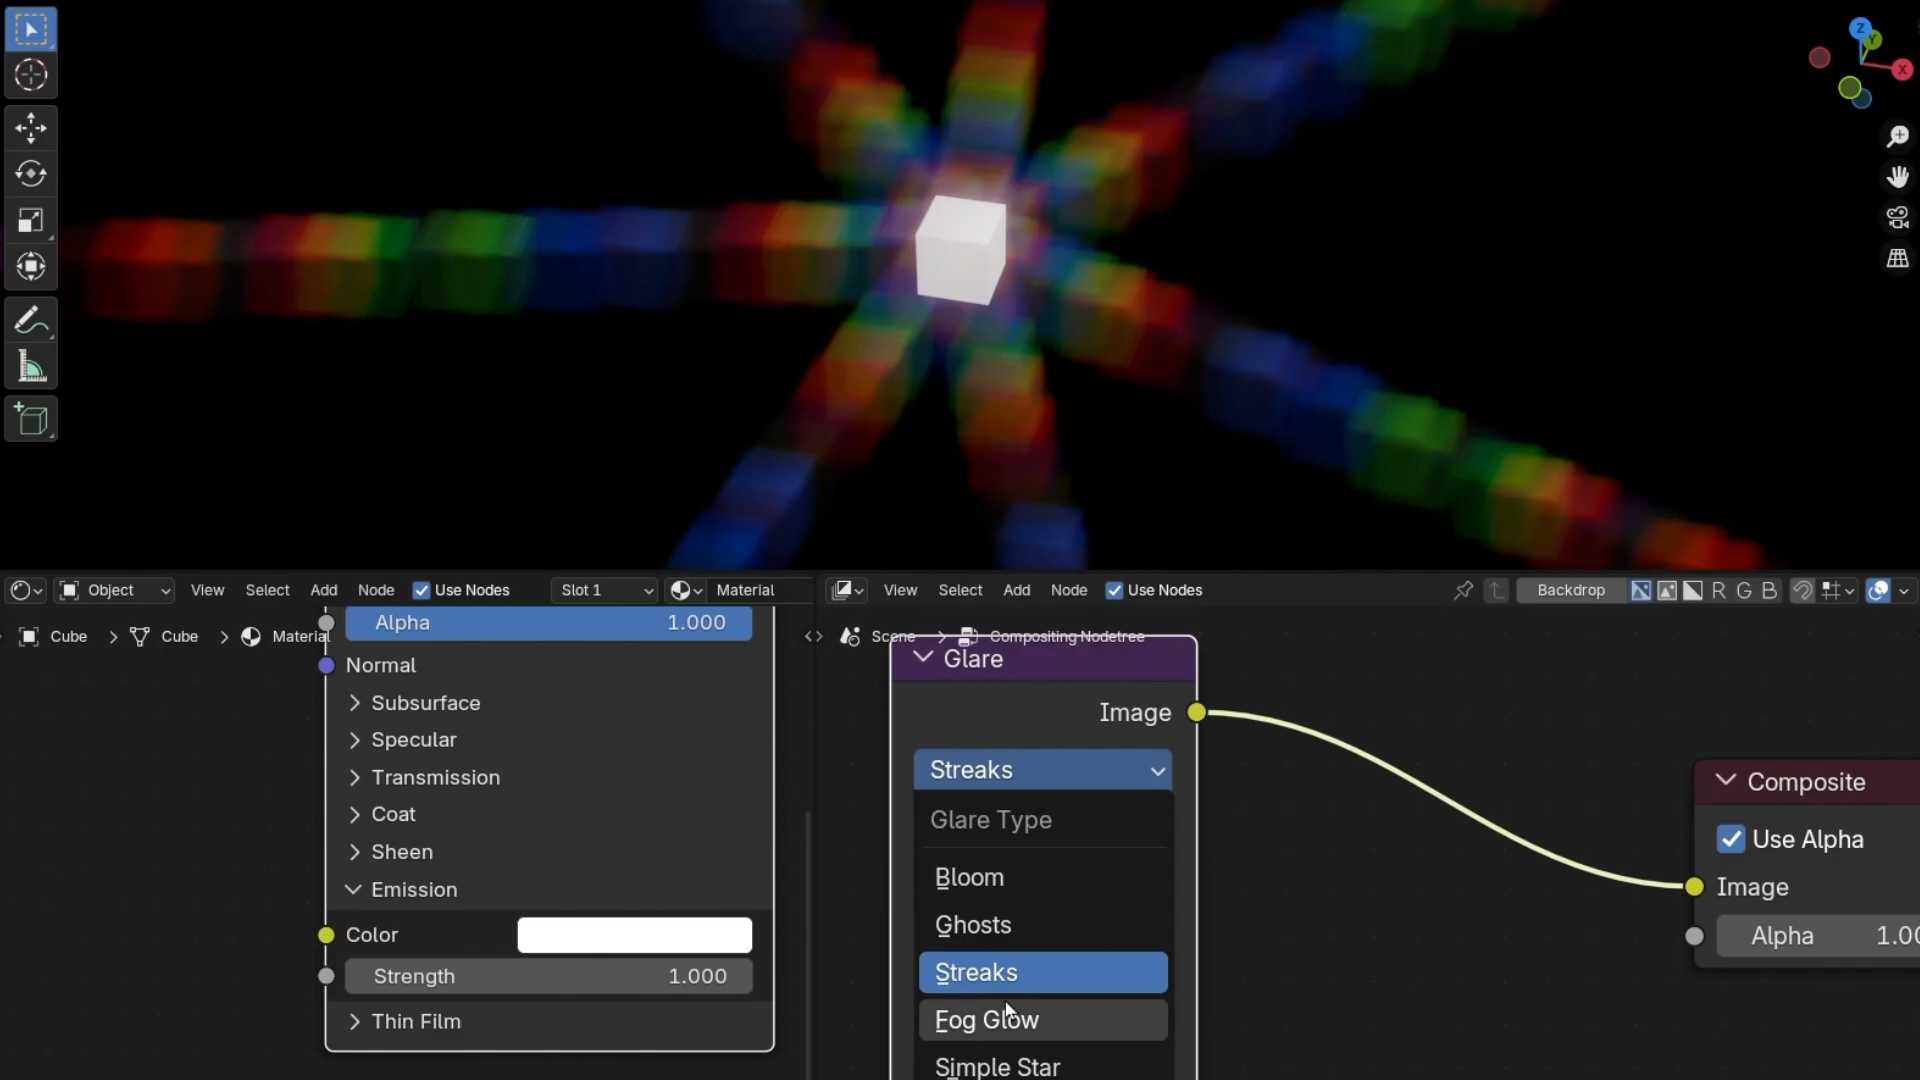 Z
Y
X
Object View Select Add Node Use Nodes Slot 1 Material
View Select Add Node Use Nodes Backdrop R G B
Cube > Cube > Material
Scene > Compositing Nodetree
Alpha 1.000
Normal
Subsurface
Specular
Transmission
Coat
Sheen
Emission
Color
Strength 1.000
Thin Film
Glare
Image
Streaks
Glare Type
Bloom
Ghosts
Streaks
Fog Glow
Simple Star
Composite
Use Alpha
Image
Alpha 1.00